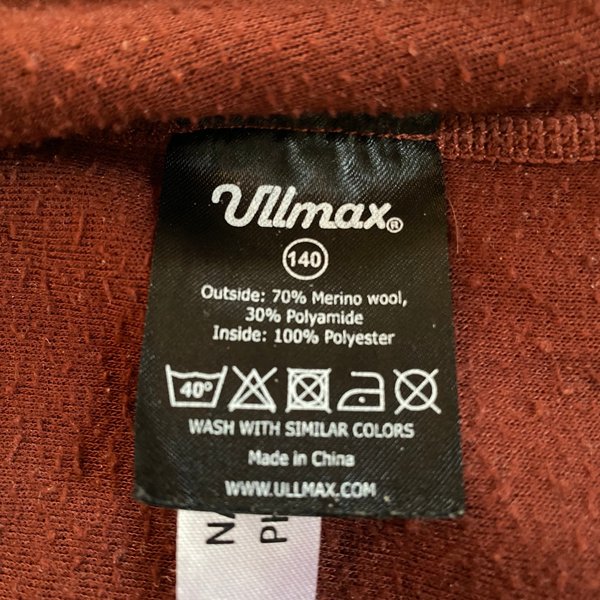 Ullmax®
140
Outside: 70% Merino wool,
30% Polyamide
Inside: 100% Polyester
40°
WASH WITH SIMILAR COLORS
Made in China
WWW.ULLMAX.COM